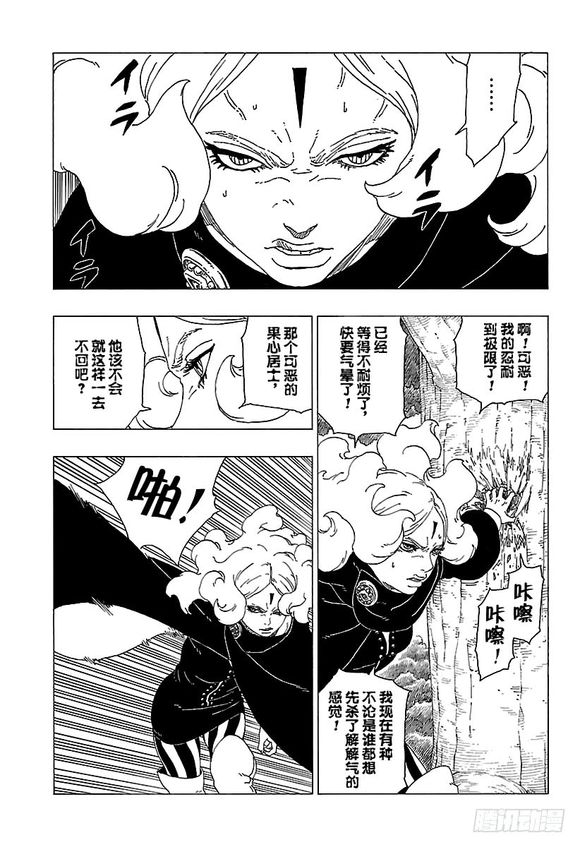 ……
イラ
イラ
啊！可恶！
我的忍耐
到极限了！
已经
等得不耐烦了，
快要气晕了！
咔嚓
咔嚓！
我现在有种
不论是谁都想
先杀了解解气的
感觉！
那个可恶的
果心居士，
他该不会
就这样一去
不回吧？
啪！
腾讯动漫